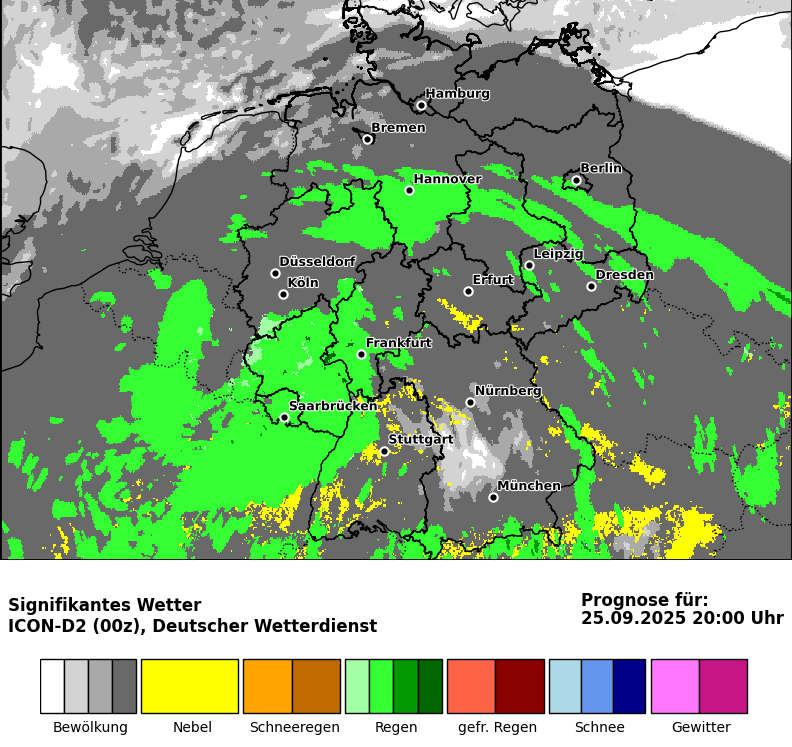 Hamburg
Bremen
Berlin
Hannover
Düsseldorf
Leipzig
Köln
Erfurt
Dresden
Frankfurt
Nürnberg
Saarbrücken
Stuttgart
München
Signifikantes Wetter
ICON-D2 (00z), Deutscher Wetterdienst
Prognose für:
25.09.2025 20:00 Uhr
Bewölkung
Nebel
Schneeregen
Regen
gefr. Regen
Schnee
Gewitter